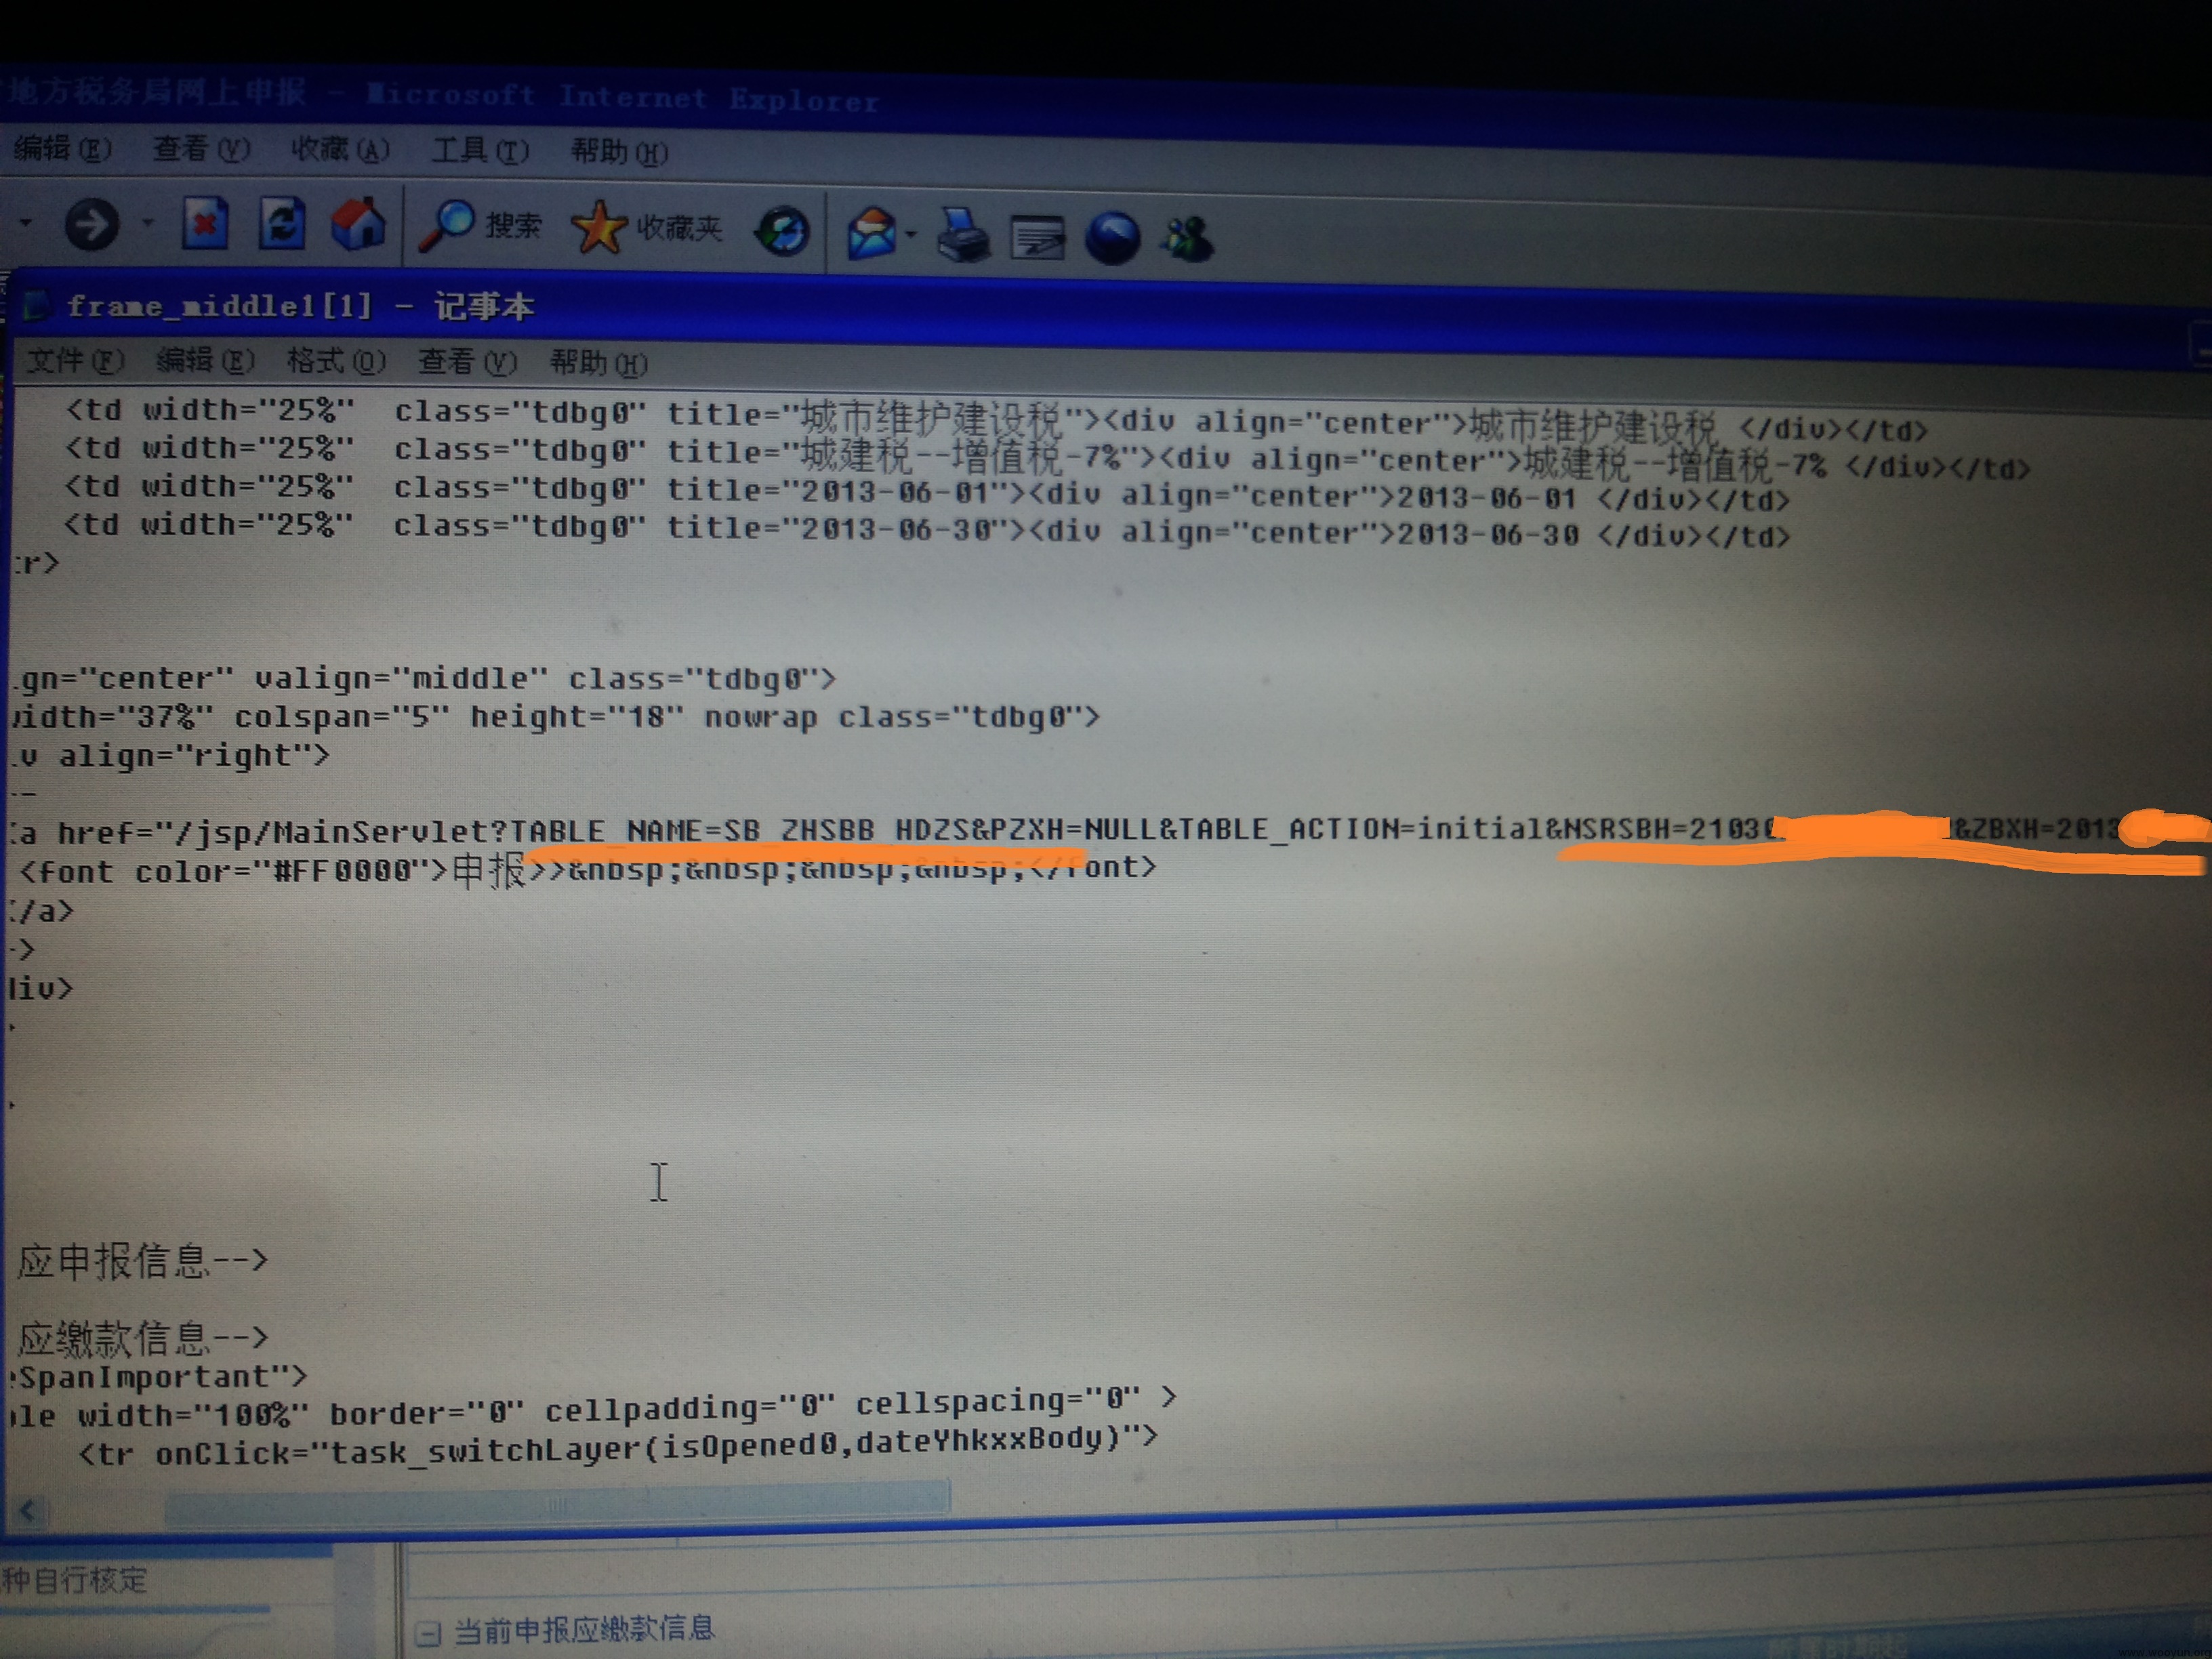 地方税务局网上申报 - Microsoft Internet Explorer
编辑(E) 查看(V) 收藏(A) 工具(T) 帮助(H)
搜索 收藏夹
frame_middle1[1] - 记事本
文件(F) 编辑(E) 格式(O) 查看(V) 帮助(H)
<td width="25%" class="tdbg0" title="城市维护建设税"><div align="center">城市维护建设税 </div></td>
<td width="25%" class="tdbg0" title="城建税--增值税-7%"><div align="center">城建税--增值税-7% </div></td>
<td width="25%" class="tdbg0" title="2013-06-01"><div align="center">2013-06-01 </div></td>
<td width="25%" class="tdbg0" title="2013-06-30"><div align="center">2013-06-30 </div></td>
r>
gn="center" valign="middle" class="tdbg0">
idth="37%" colspan="5" height="18" nowrap class="tdbg0">
v align="right">
--
a href="/jsp/MainServlet?TABLE_NAME=SB_ZHSBB_HDZS&PZXH=NULL&TABLE_ACTION=initial&NSRSBH=21030 &ZBXH=2013
<font color="#FF0000">申报>>&nbsp;&nbsp;&nbsp;&nbsp;</font>
/a>
->
iv>
应申报信息-->
应缴款信息-->
SpanImportant">
le width="100%" border="0" cellpadding="0" cellspacing="0" >
<tr onClick="task_switchLayer(isOpened0,dateYhkxxBody)">
种自行核定
当前申报应缴款信息
www.wooyun.org